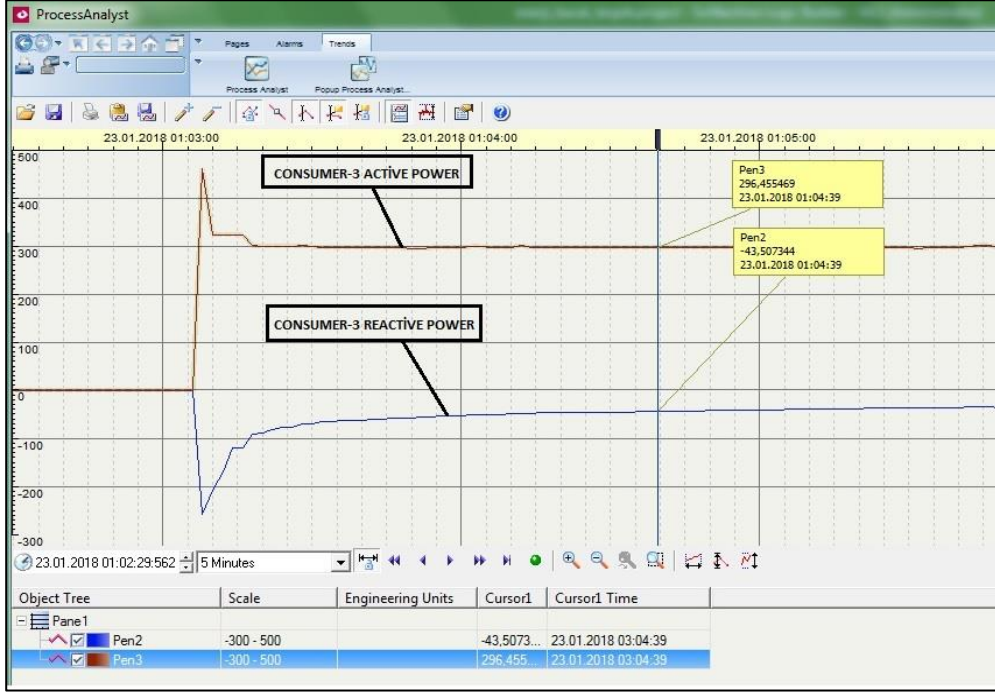 ProcessAnalyst
Pages Alarms Trends
Process Analyst Popup Process Analyst...
23.01.2018 01:03:00 23.01.2018 01:04:00 23.01.2018 01:05:00
500
CONSUMER-3 ACTİVE POWER
Pen3
296,455469
23.01.2018 01:04:39
400
Pen2
-43,507344
23.01.2018 01:04:39
300
200
CONSUMER-3 REACTİVE POWER
100
0
-100
-200
-300
23.01.2018 01:02:29:562 5 Minutes
Object Tree Scale Engineering Units Cursor1 Cursor1 Time
Pane1
Pen2 -300 - 500 -43,5073... 23.01.2018 03:04:39
Pen3 -300 - 500 296,455... 23.01.2018 03:04:39